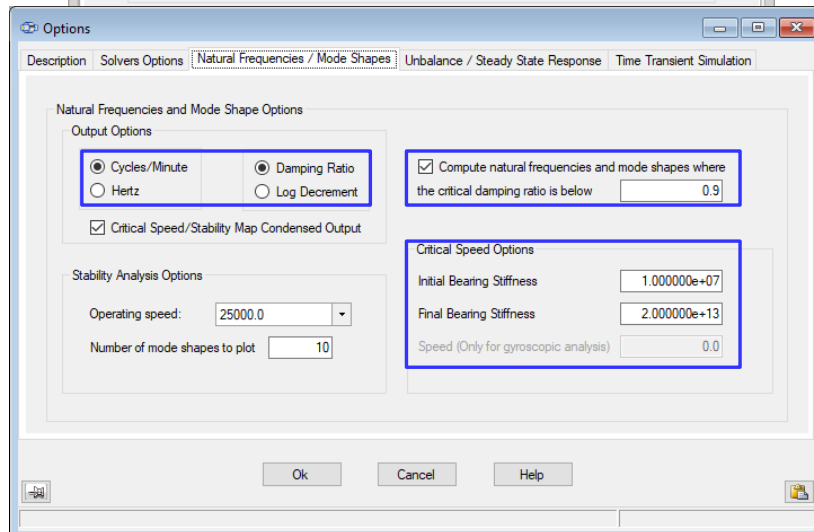 Options
Description Solvers Options Natural Frequencies / Mode Shapes Unbalance / Steady State Response Time Transient Simulation
Natural Frequencies and Mode Shape Options
Output Options
Cycles/Minute Damping Ratio
Hertz Log Decrement
Critical Speed/Stability Map Condensed Output
Compute natural frequencies and mode shapes where
the critical damping ratio is below 0.9
Stability Analysis Options
Operating speed: 25000.0
Number of mode shapes to plot 10
Critical Speed Options
Initial Bearing Stiffness 1.000000e+07
Final Bearing Stiffness 2.000000e+13
Speed (Only for gyroscopic analysis) 0.0
Ok Cancel Help